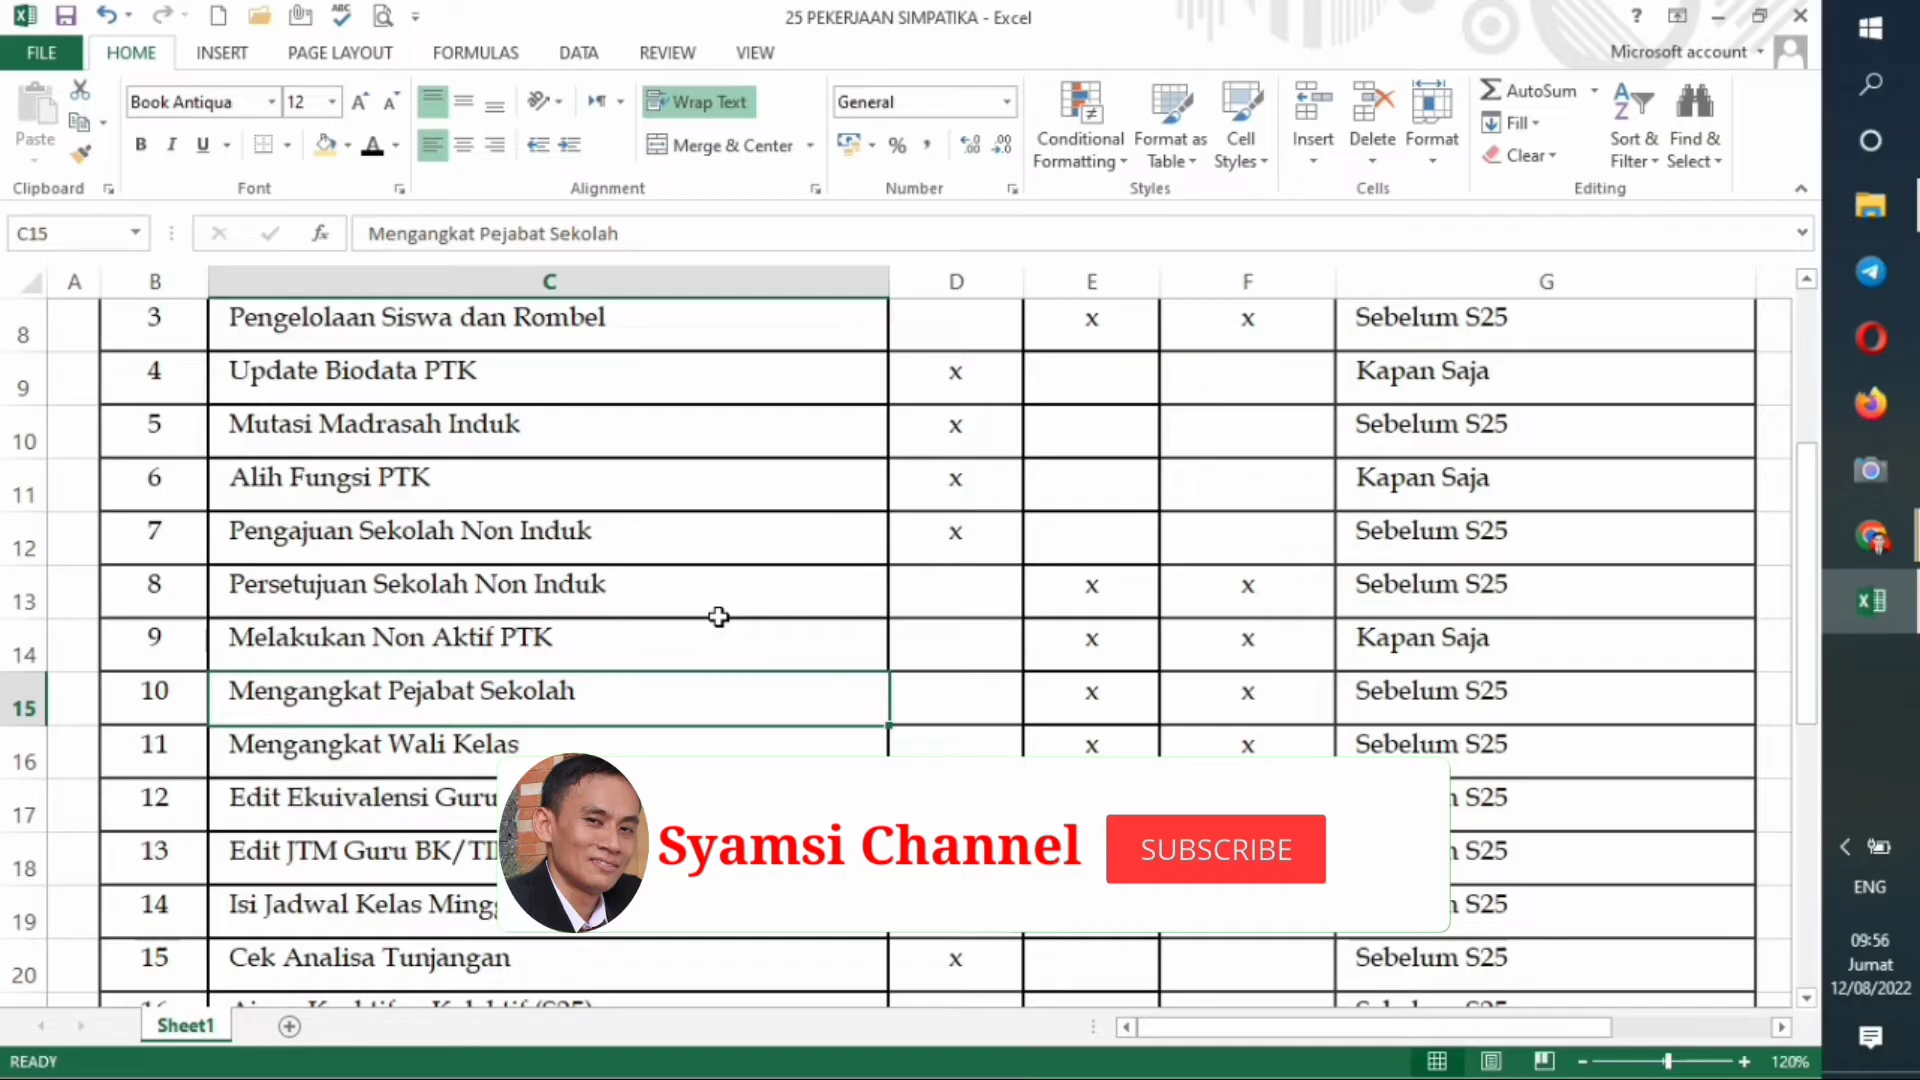 25 PEKERJAAN SIMPATIKA - Excel
FILE HOME INSERT PAGE LAYOUT FORMULAS DATA REVIEW VIEW Microsoft account
Paste Book Antiqua 12 Wrap Text General Conditional Formatting Format as Table Cell Styles Insert Delete Format AutoSum Fill Clear Sort & Filter Find & Select
B I U Merge & Center %
Clipboard Font Alignment Number Styles Cells Editing
C15 fx Mengangkat Pejabat Sekolah
A B C D E F G
8 3 Pengelolaan Siswa dan Rombel x x Sebelum S25
9 4 Update Biodata PTK x Kapan Saja
10 5 Mutasi Madrasah Induk x Sebelum S25
11 6 Alih Fungsi PTK x Kapan Saja
12 7 Pengajuan Sekolah Non Induk x Sebelum S25
13 8 Persetujuan Sekolah Non Induk x x Sebelum S25
14 9 Melakukan Non Aktif PTK x x Kapan Saja
15 10 Mengangkat Pejabat Sekolah x x Sebelum S25
16 11 Mengangkat Wali Kelas x x Sebelum S25
17 12 Edit Ekuivalensi Guru S25
18 13 Edit JTM Guru BK/ S25
19 14 Isi Jadwal Kelas S25
20 15 Cek Analisa Tunjangan x Sebelum S25
Syamsi Channel SUBSCRIBE
Sheet1
READY 120%
ENG
09:56
Jumat
12/08/2022